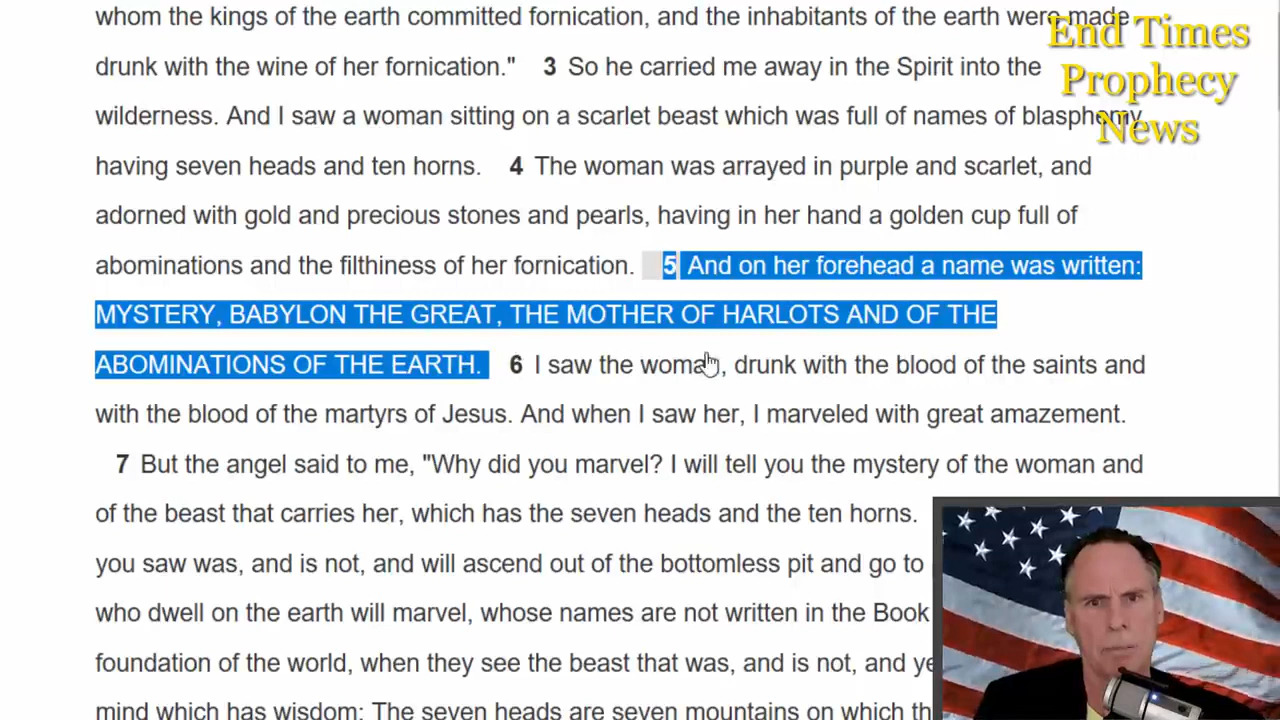 whom the kings of the earth committed fornication, and the inhabitants of the earth were made
drunk with the wine of her fornication." 3 So he carried me away in the Spirit into the
wilderness. And I saw a woman sitting on a scarlet beast which was full of names of blasphemy
having seven heads and ten horns. 4 The woman was arrayed in purple and scarlet, and
adorned with gold and precious stones and pearls, having in her hand a golden cup full of
abominations and the filthiness of her fornication. 5 And on her forehead a name was written:
MYSTERY, BABYLON THE GREAT, THE MOTHER OF HARLOTS AND OF THE
ABOMINATIONS OF THE EARTH. 6 I saw the woman, drunk with the blood of the saints and
with the blood of the martyrs of Jesus. And when I saw her, I marveled with great amazement.
7 But the angel said to me, "Why did you marvel? I will tell you the mystery of the woman and
of the beast that carries her, which has the seven heads and the ten horns.
you saw was, and is not, and will ascend out of the bottomless pit and go to
who dwell on the earth will marvel, whose names are not written in the Book
foundation of the world, when they see the beast that was, and is not, and
mind which has wisdom: The seven heads are seven mountains on which
End Times
Prophecy
News